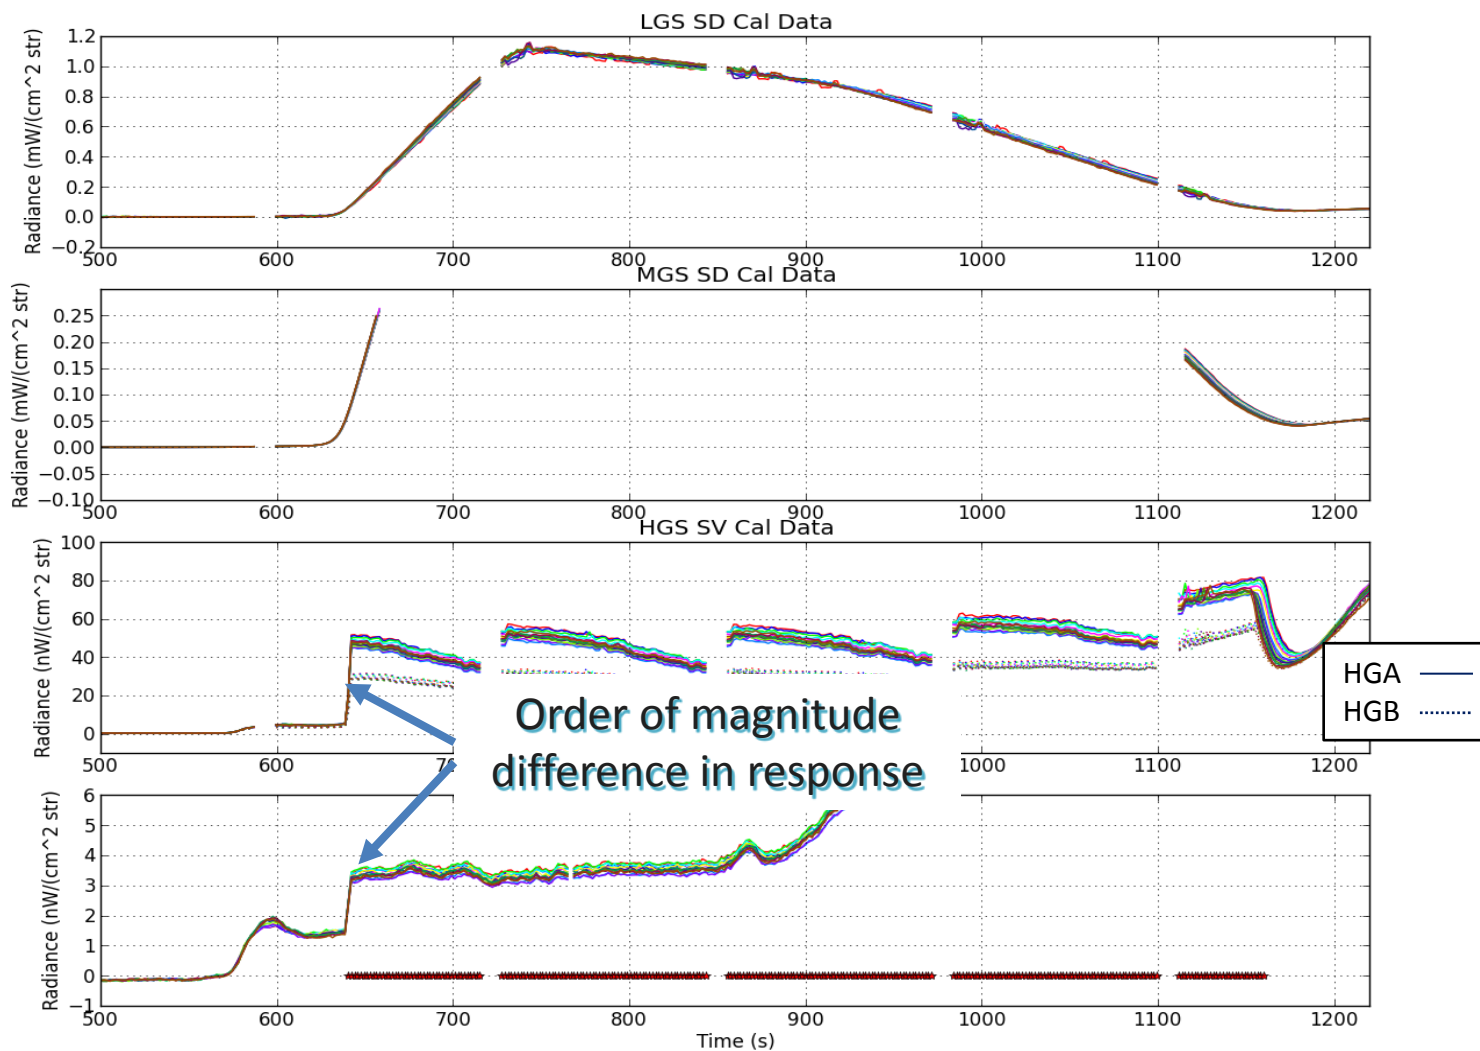 LGS SD Cal Data
Radiance (mW/(cm^2 str)
1.2
1.0
0.8
0.6
0.4
0.2
0.0
−0.2
500 600 700 800 900 1000 1100 1200
MGS SD Cal Data
Radiance (mW/(cm^2 str)
0.25
0.20
0.15
0.10
0.05
0.00
−0.05
−0.10
500 600 700 800 900 1000 1100 1200
HGS SV Cal Data
Radiance (nW/(cm^2 str)
100
80
60
40
20
0
HGA
HGB
Order of magnitude
difference in response
500 600 900 1000 1100 1200
Radiance (nW/(cm^2 str)
6
5
4
3
2
1
0
−1
500 600 700 800 900 1000 1100 1200
Time (s)